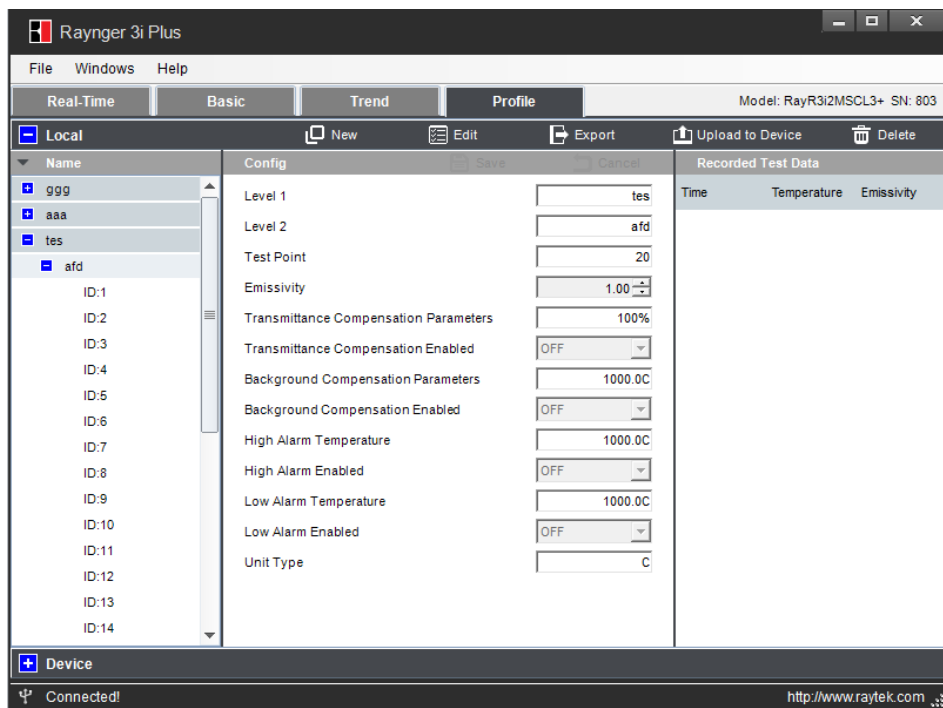 Raynger 3i Plus
File Windows Help
Real-Time Basic Trend Profile Model: RayR3i2MSCL3+ SN: 803
Local New Edit Export Upload to Device Delete
Name Config Save Cancel Recorded Test Data
ggg
aaa
tes
afd
ID:1
ID:2
ID:3
ID:4
ID:5
ID:6
ID:7
ID:8
ID:9
ID:10
ID:11
ID:12
ID:13
ID:14
Level 1 tes
Level 2 afd
Test Point 20
Emissivity 1.00
Transmittance Compensation Parameters 100%
Transmittance Compensation Enabled OFF
Background Compensation Parameters 1000.0C
Background Compensation Enabled OFF
High Alarm Temperature 1000.0C
High Alarm Enabled OFF
Low Alarm Temperature 1000.0C
Low Alarm Enabled OFF
Unit Type C
Time Temperature Emissivity
Device
Connected! http://www.raytek.com